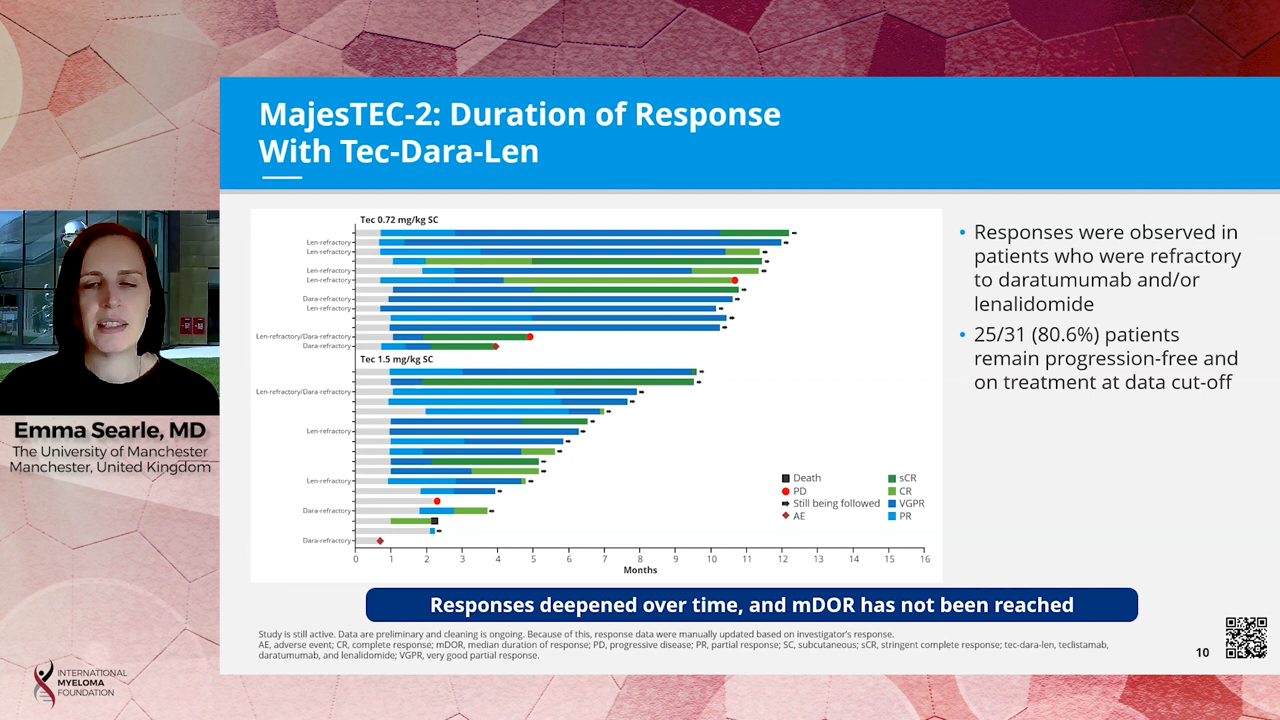 MajesTEC-2: Duration of Response
With Tec-Dara-Len
Tec 0.72 mg/kg SC
Len-refractory
Len-refractory
Len-refractory
Len-refractory
Dara-refractory
Len-refractory
Len-refractory/Dara-refractory
Dara-refractory
Tec 1.5 mg/kg SC
Len-refractory/Dara-refractory
Len-refractory
Len-refractory
Dara-refractory
Dara-refractory
Death
PD
Still being followed
AE
sCR
CR
VGPR
PR
0 1 2 3 4 5 6 7 8 9 10 11 12 13 14 15 16
Months
Responses were observed in
patients who were refractory
to daratumumab and/or
lenalidomide
25/31 (80.6%) patients
remain progression-free and
on treatment at data cut-off
Responses deepened over time, and mDOR has not been reached
Study is still active. Data are preliminary and cleaning is ongoing. Because of this, response data were manually updated based on investigator's response.
AE, adverse event; CR, complete response; mDOR, median duration of response; PD, progressive disease; PR, partial response; SC, subcutaneous; sCR, stringent complete response; tec-dara-len, teclistamab,
daratumumab, and lenalidomide; VGPR, very good partial response.
10
Emma Searle, MD
The University of Manchester
Manchester, United Kingdom
INTERNATIONAL
MYELOMA
FOUNDATION